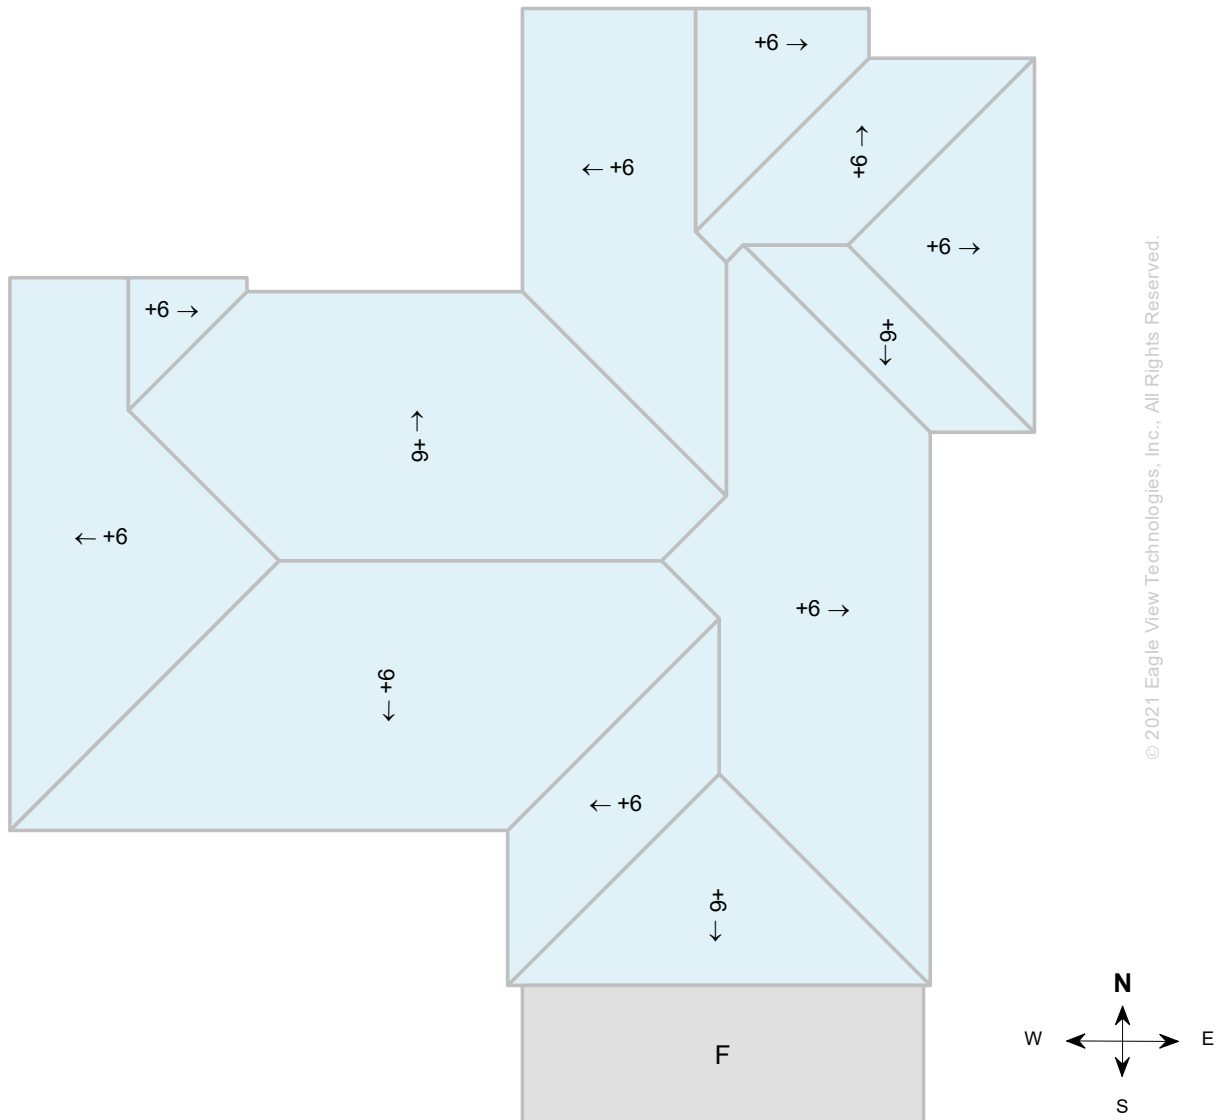 +6 →
← +6
+6 →
+6 →
+6 →
+6 →
+6 →
← +6
+6 →
← +6
← +6
← +6
← +6
F
N
W
E
S
© 2021 Eagle View Technologies, Inc., All Rights Reserved.